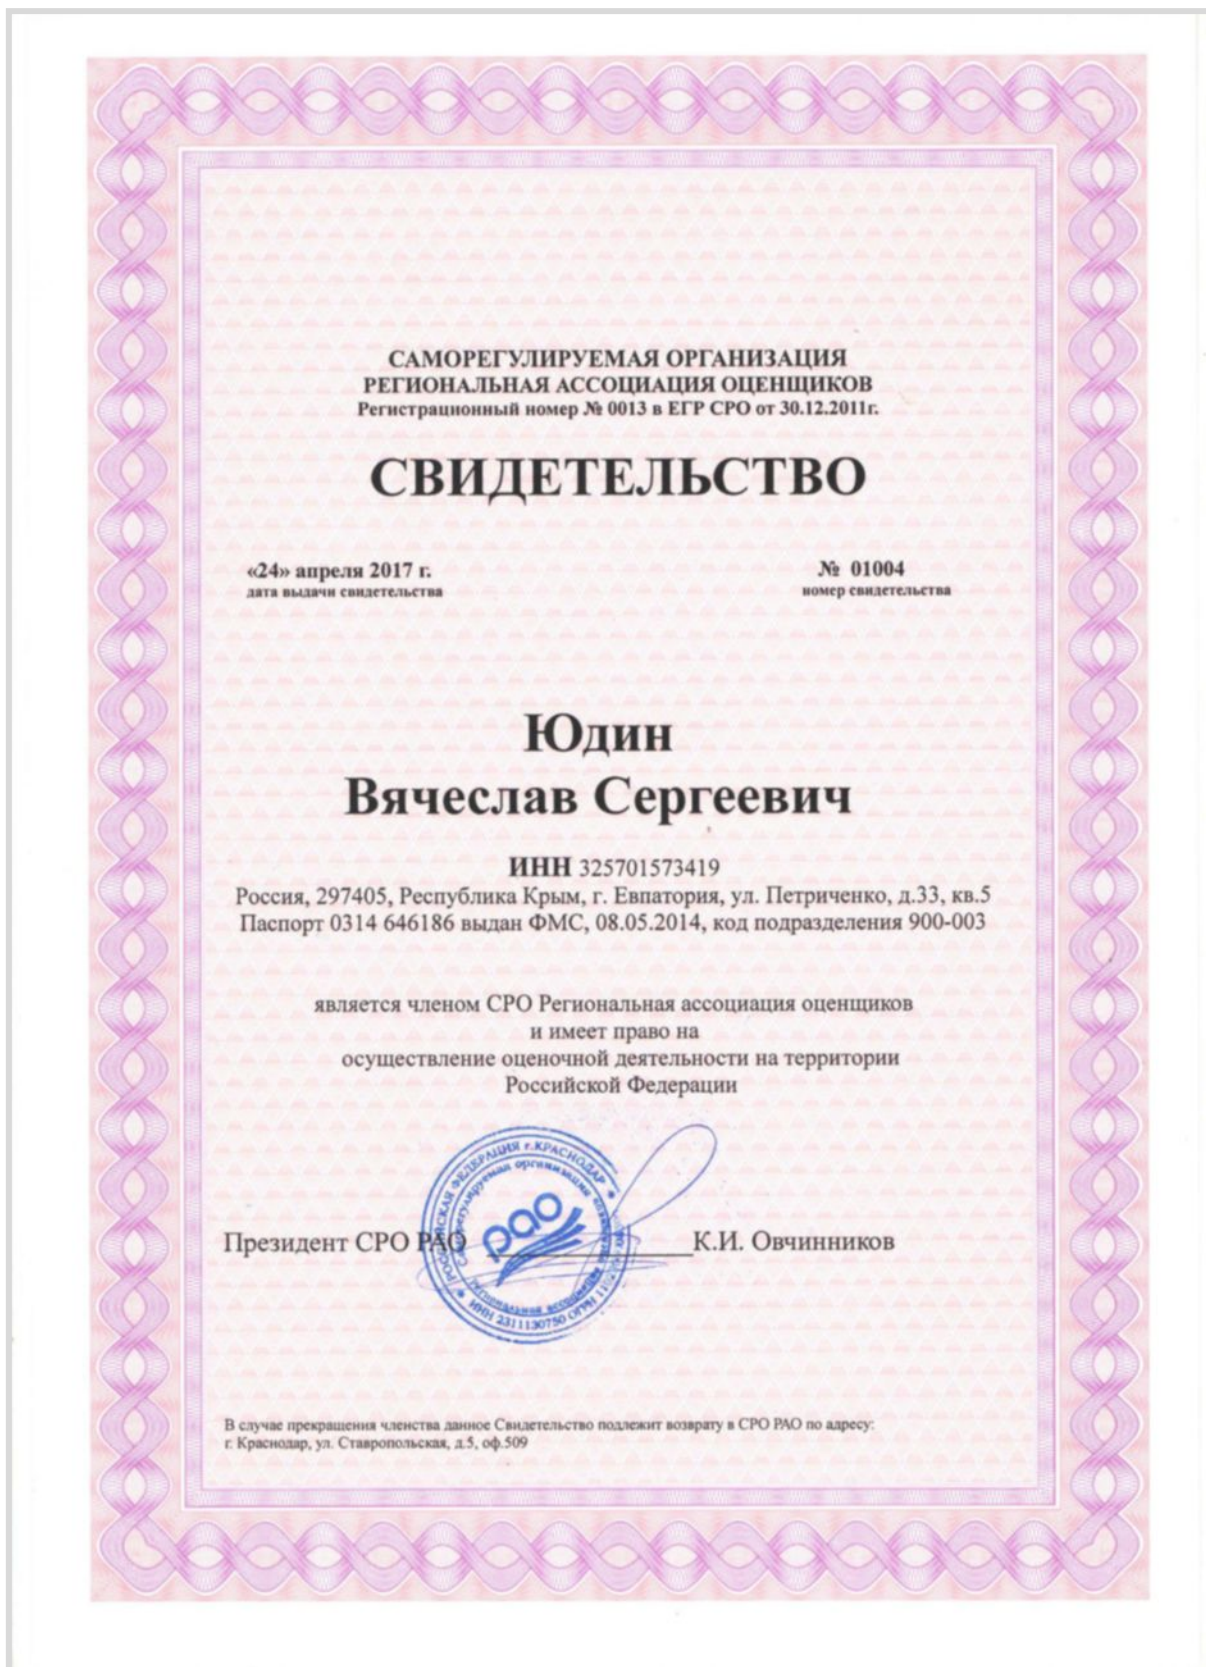 САМОРЕГУЛИРУЕМАЯ ОРГАНИЗАЦИЯ
РЕГИОНАЛЬНАЯ АССОЦИАЦИЯ ОЦЕНЩИКОВ
Регистрационный номер № 0013 в ЕГР СРО от 30.12.2011г.
СВИДЕТЕЛЬСТВО
«24» апреля 2017 г.
дата выдачи свидетельства
№ 01004
номер свидетельства
Юдин
Вячеслав Сергеевич
ИНН 325701573419
Россия, 297405, Республика Крым, г. Евпатория, ул. Петриченко, д.33, кв.5
Паспорт 0314 646186 выдан ФМС, 08.05.2014, код подразделения 900-003
является членом СРО Региональная ассоциация оценщиков
и имеет право на
осуществление оценочной деятельности на территории
Российской Федерации
РОССИЙСКАЯ ФЕДЕРАЦИЯ г.КРАСНОДАР
Саморегулируемая организация
рао
региональная ассоциация
ИНН 2311130750 ОГРН
Президент СРО РАО К.И. Овчинников
В случае прекращения членства данное Свидетельство подлежит возврату в СРО РАО по адресу:
г. Краснодар, ул. Ставропольская, д.5, оф.509